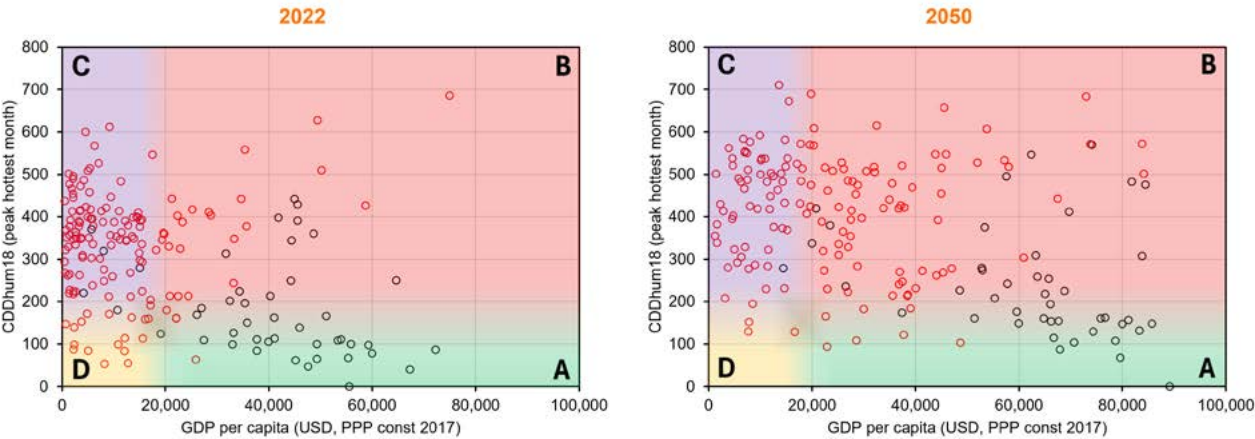 2022
2050
CDDhum18 (peak hottest month)
800
700
600
500
400
300
200
100
0
C
B
D
A
0
20,000
40,000
60,000
80,000
100,000
GDP per capita (USD, PPP const 2017)
CDDhum18 (peak hottest month)
800
700
600
500
400
300
200
100
0
C
B
D
A
0
20,000
40,000
60,000
80,000
100,000
GDP per capita (USD, PPP const 2017)